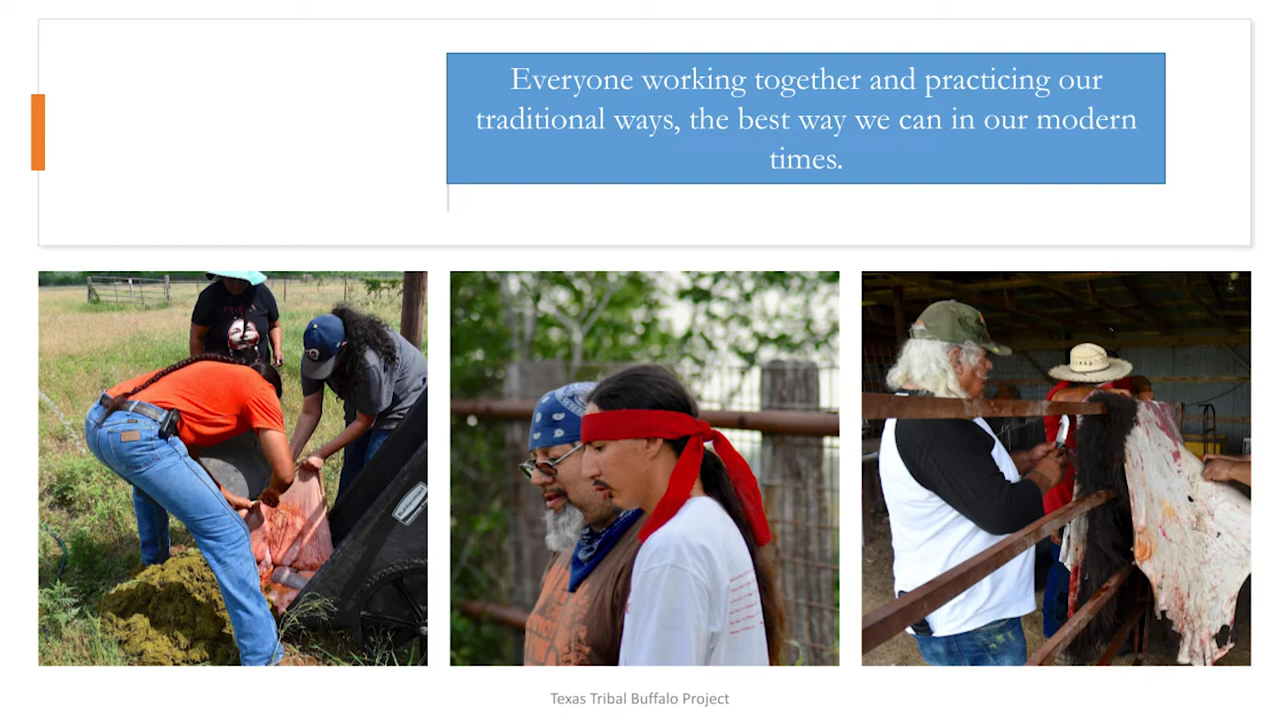 Everyone working together and practicing our
traditional ways, the best way we can in our modern
times.
Texas Tribal Buffalo Project